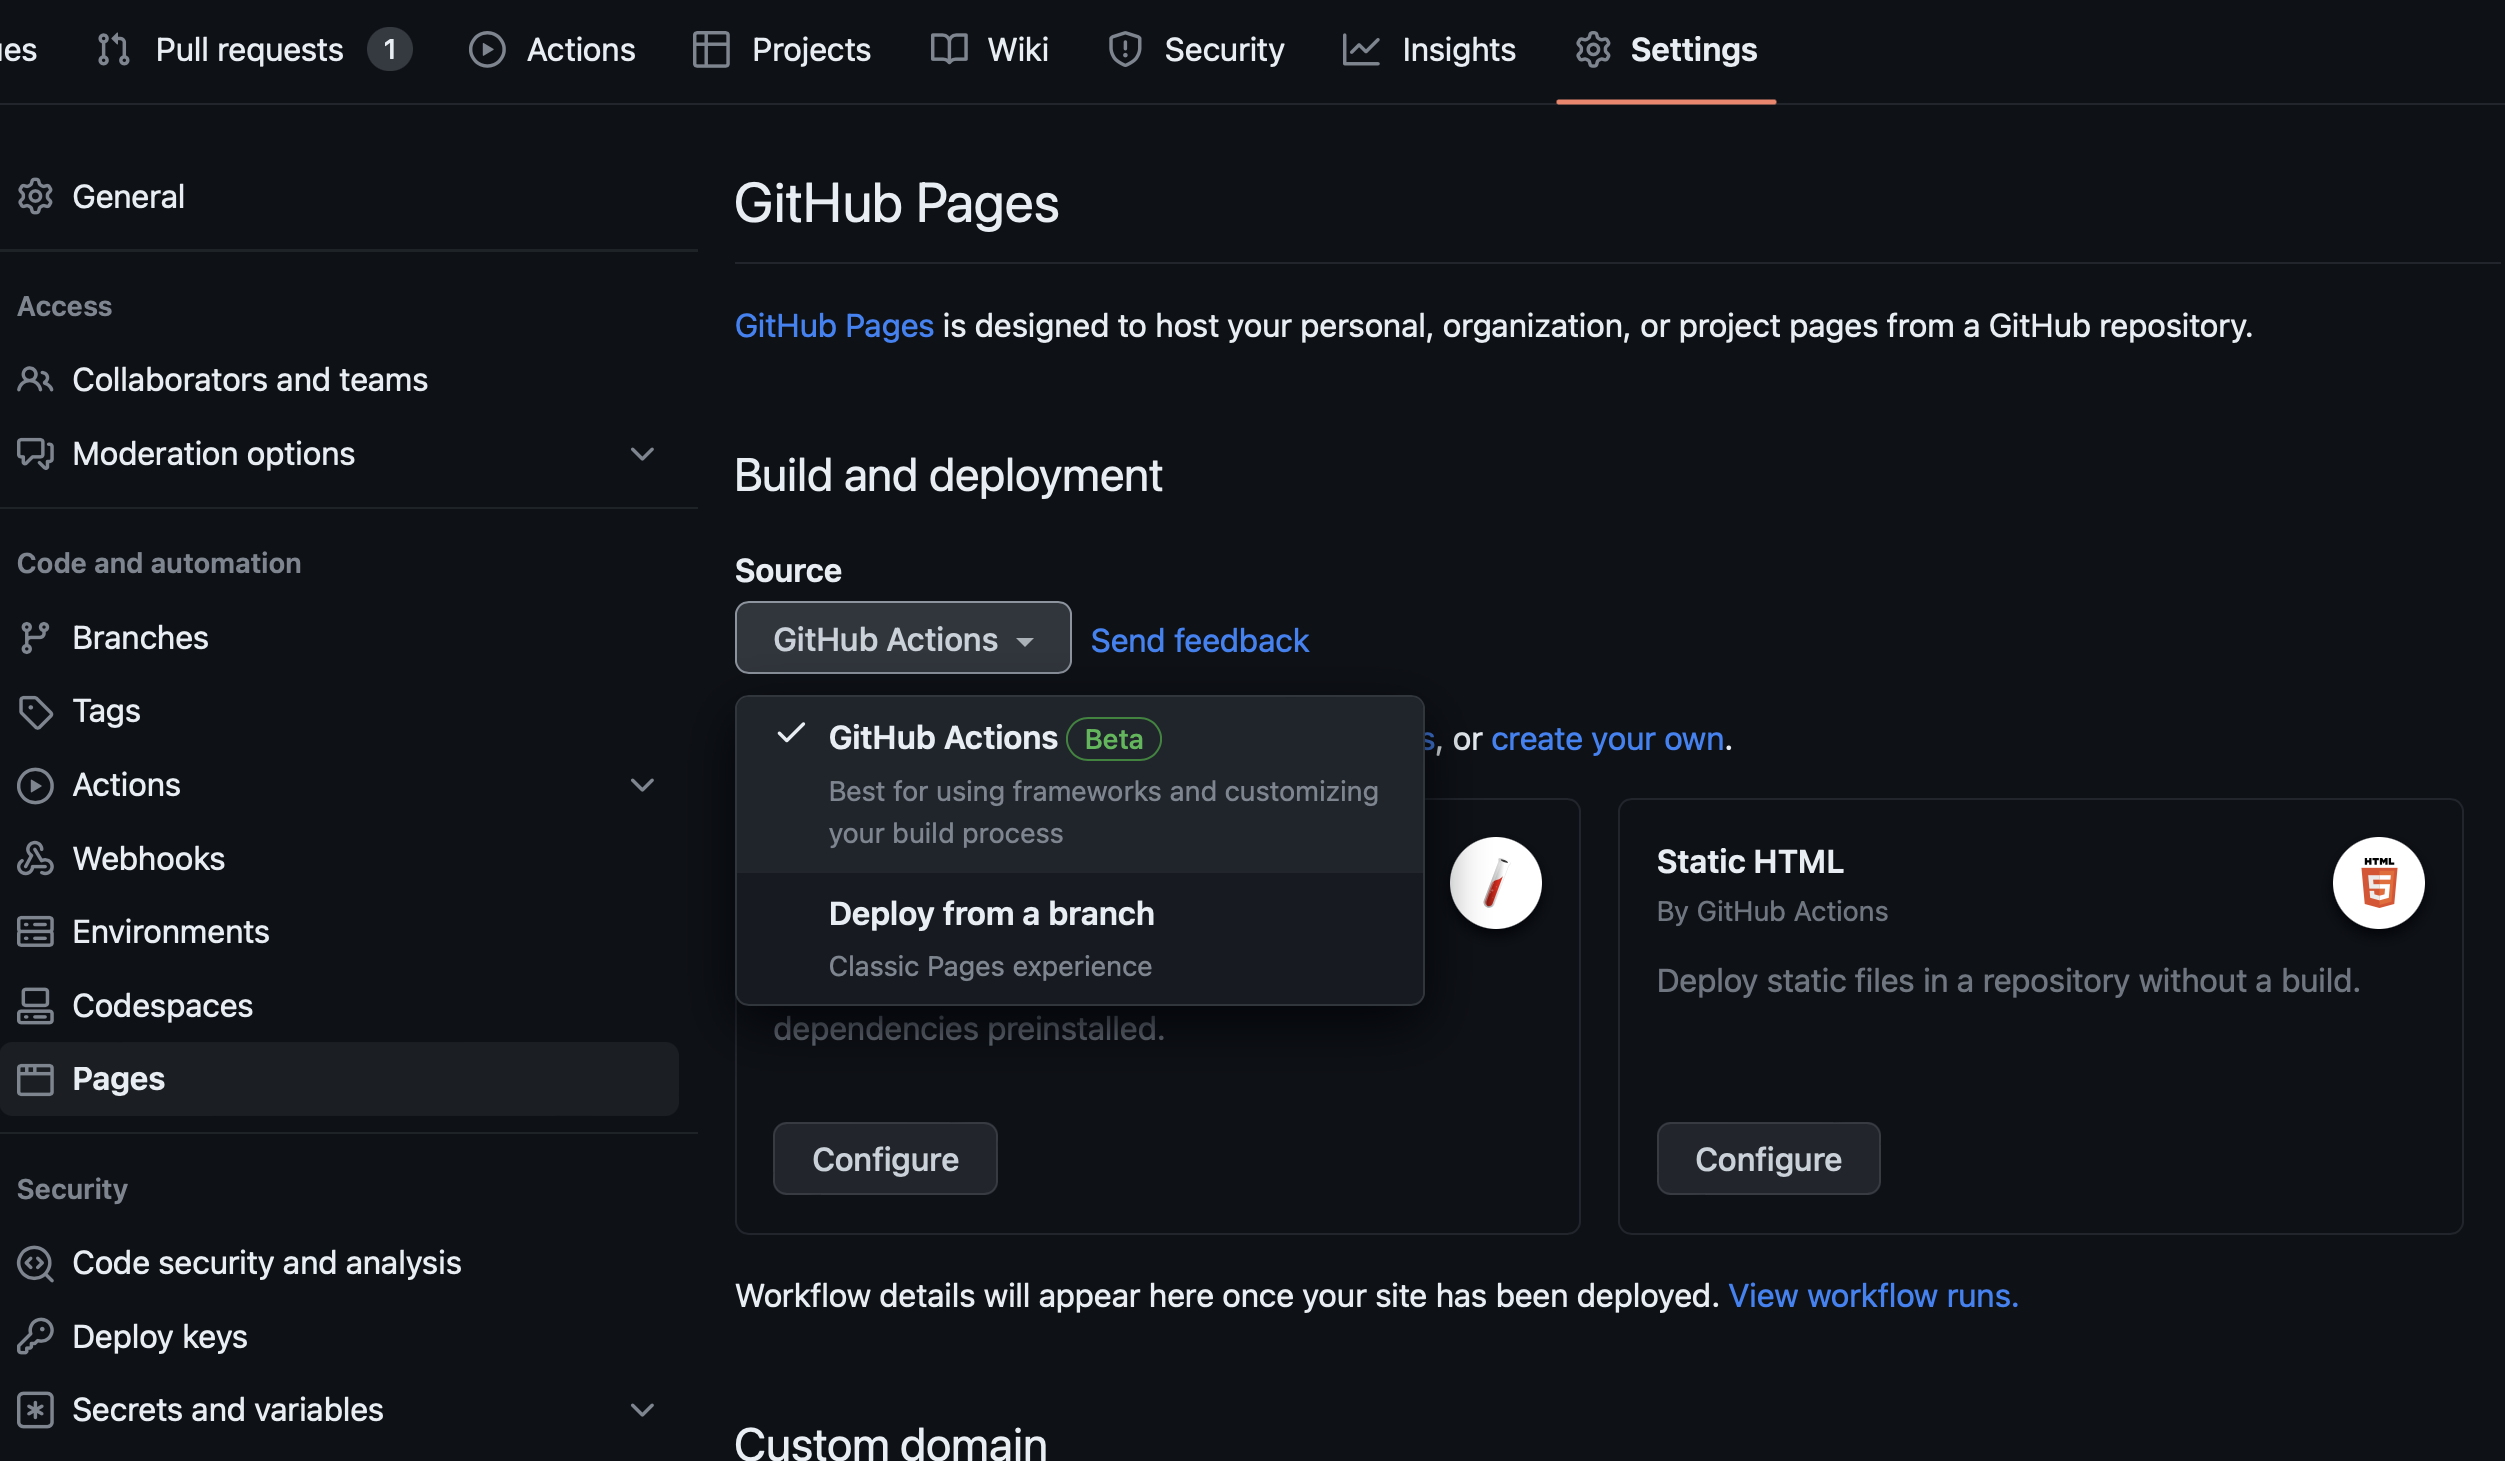 Pull requests 1 Actions Projects Wiki Security Insights Settings
General
Access
Collaborators and teams
Moderation options
Code and automation
Branches
Tags
Actions
Webhooks
Environments
Codespaces
Pages
Security
Code security and analysis
Deploy keys
Secrets and variables
GitHub Pages
GitHub Pages is designed to host your personal, organization, or project pages from a GitHub repository.
Build and deployment
Source
GitHub Actions Send feedback
GitHub Actions Beta
Best for using frameworks and customizing
your build process
Deploy from a branch
Classic Pages experience
, or create your own.
dependencies preinstalled.
Configure
Static HTML
By GitHub Actions
HTML
5
Deploy static files in a repository without a build.
Configure
Workflow details will appear here once your site has been deployed. View workflow runs.
Custom domain